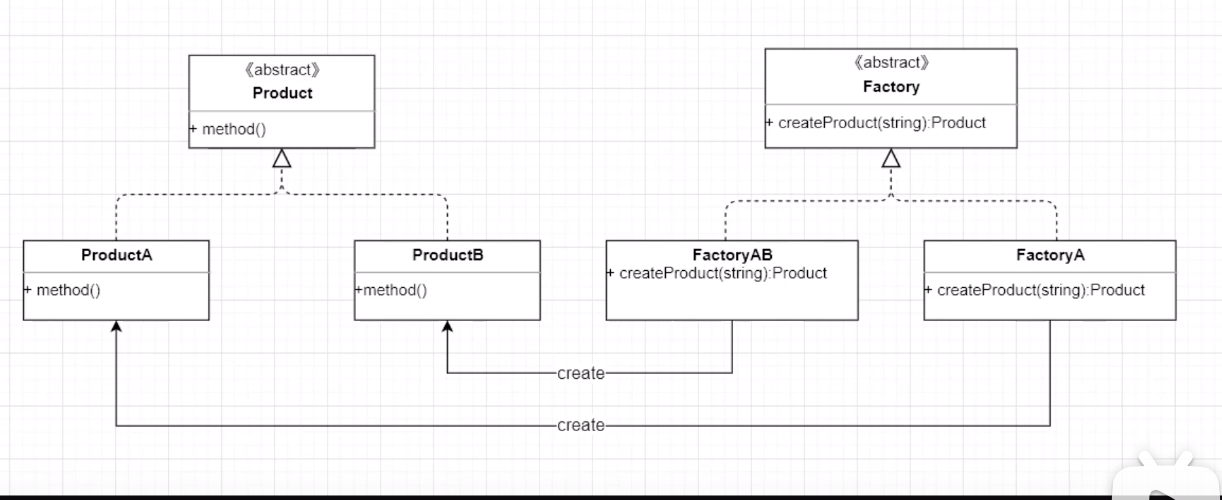 《abstract》
Product
+ method()
《abstract》
Factory
+ createProduct(string):Product
ProductA
+ method()
ProductB
+method()
FactoryAB
+ createProduct(string):Product
FactoryA
+ createProduct(string):Product
create
create